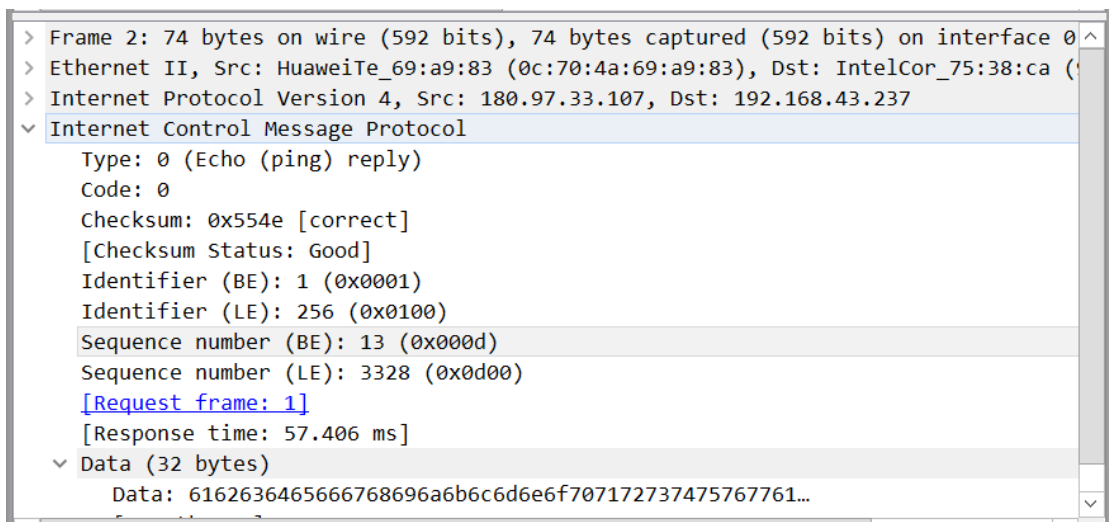 Frame 2: 74 bytes on wire (592 bits), 74 bytes captured (592 bits) on interface 0
Ethernet II, Src: HuaweiTe_69:a9:83 (0c:70:4a:69:a9:83), Dst: IntelCor_75:38:ca (
Internet Protocol Version 4, Src: 180.97.33.107, Dst: 192.168.43.237
Internet Control Message Protocol
Type: 0 (Echo (ping) reply)
Code: 0
Checksum: 0x554e [correct]
[Checksum Status: Good]
Identifier (BE): 1 (0x0001)
Identifier (LE): 256 (0x0100)
Sequence number (BE): 13 (0x000d)
Sequence number (LE): 3328 (0x0d00)
[Request frame: 1]
[Response time: 57.406 ms]
Data (32 bytes)
Data: 6162636465666768696a6b6c6d6e6f707172737475767761…